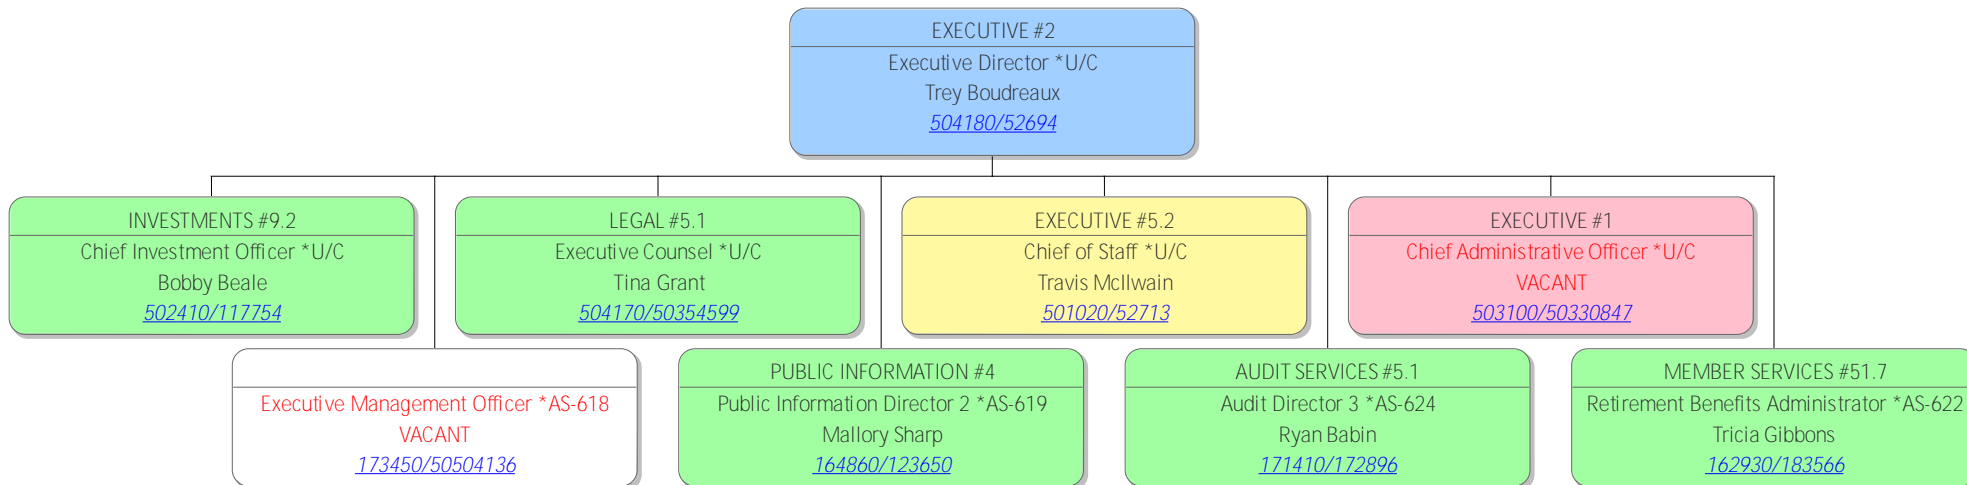 EXECUTIVE #2
Executive Director *U/C
Trey Boudreaux
504180/52694
INVESTMENTS #9.2
Chief Investment Officer *U/C
Bobby Beale
502410/117754
LEGAL #5.1
Executive Counsel *U/C
Tina Grant
504170/50354599
EXECUTIVE #5.2
Chief of Staff *U/C
Travis McIlwain
501020/52713
EXECUTIVE #1
Chief Administrative Officer *U/C
VACANT
503100/50330847
Executive Management Officer *AS-618
VACANT
173450/50504136
PUBLIC INFORMATION #4
Public Information Director 2 *AS-619
Mallory Sharp
164860/123650
AUDIT SERVICES #5.1
Audit Director 3 *AS-624
Ryan Babin
171410/172896
MEMBER SERVICES #51.7
Retirement Benefits Administrator *AS-622
Tricia Gibbons
162930/183566